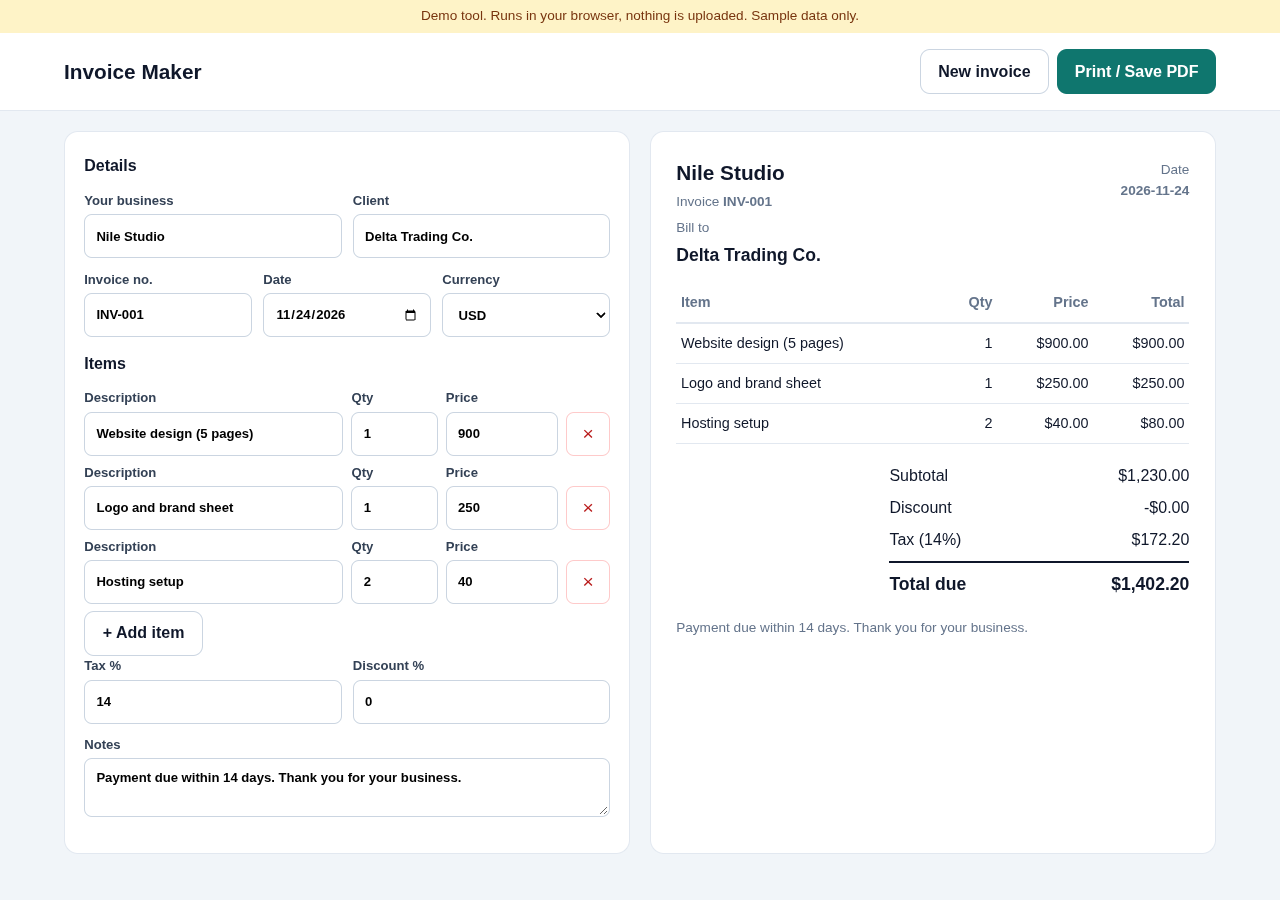 Demo tool. Runs in your browser, nothing is uploaded. Sample data only.
Invoice Maker
New invoice
Print / Save PDF
Details
Your business
Client
Nile Studio
Delta Trading Co.
Invoice no.
Date
Currency
INV-001
11/24/2026
USD
Items
Description
Qty
Price
Website design (5 pages)
1
900
×
Description
Qty
Price
Logo and brand sheet
1
250
×
Description
Qty
Price
Hosting setup
2
40
×
+ Add item
Tax %
Discount %
14
0
Notes
Payment due within 14 days. Thank you for your business.
Nile Studio
Date
2026-11-24
Invoice INV-001
Bill to
Delta Trading Co.
Item Qty Price Total
Website design (5 pages) 1 $900.00 $900.00
Logo and brand sheet 1 $250.00 $250.00
Hosting setup 2 $40.00 $80.00
Subtotal $1,230.00
Discount -$0.00
Tax (14%) $172.20
Total due $1,402.20
Payment due within 14 days. Thank you for your business.